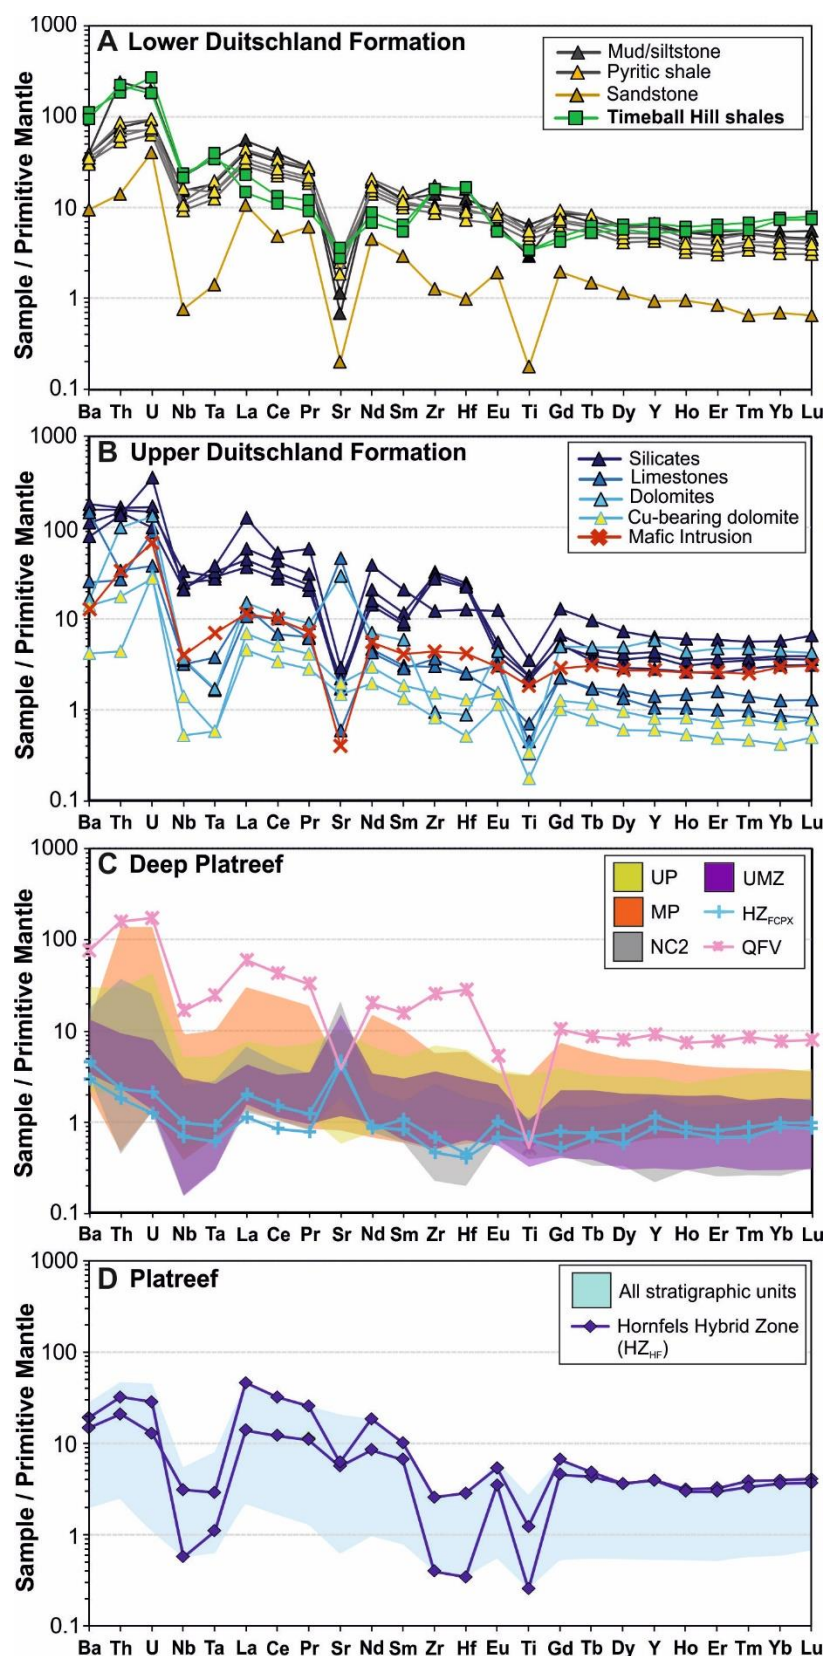 A Lower Duitschland Formation
Mud/siltstone
Pyritic shale
Sandstone
Timeball Hill shales
Sample / Primitive Mantle
1000
100
10
1
0.1
Ba Th U Nb Ta La Ce Pr Sr Nd Sm Zr Hf Eu Ti Gd Tb Dy Y Ho Er Tm Yb Lu
B Upper Duitschland Formation
Silicates
Limestones
Dolomites
Cu-bearing dolomite
Mafic Intrusion
Sample / Primitive Mantle
1000
100
10
1
0.1
Ba Th U Nb Ta La Ce Pr Sr Nd Sm Zr Hf Eu Ti Gd Tb Dy Y Ho Er Tm Yb Lu
C Deep Platreef
UP UMZ
MP HZFCPX
NC2 QFV
Sample / Primitive Mantle
1000
100
10
1
0.1
Ba Th U Nb Ta La Ce Pr Sr Nd Sm Zr Hf Eu Ti Gd Tb Dy Y Ho Er Tm Yb Lu
D Platreef
All stratigraphic units
Hornfels Hybrid Zone
(HZHF)
Sample / Primitive Mantle
1000
100
10
1
0.1
Ba Th U Nb Ta La Ce Pr Sr Nd Sm Zr Hf Eu Ti Gd Tb Dy Y Ho Er Tm Yb Lu